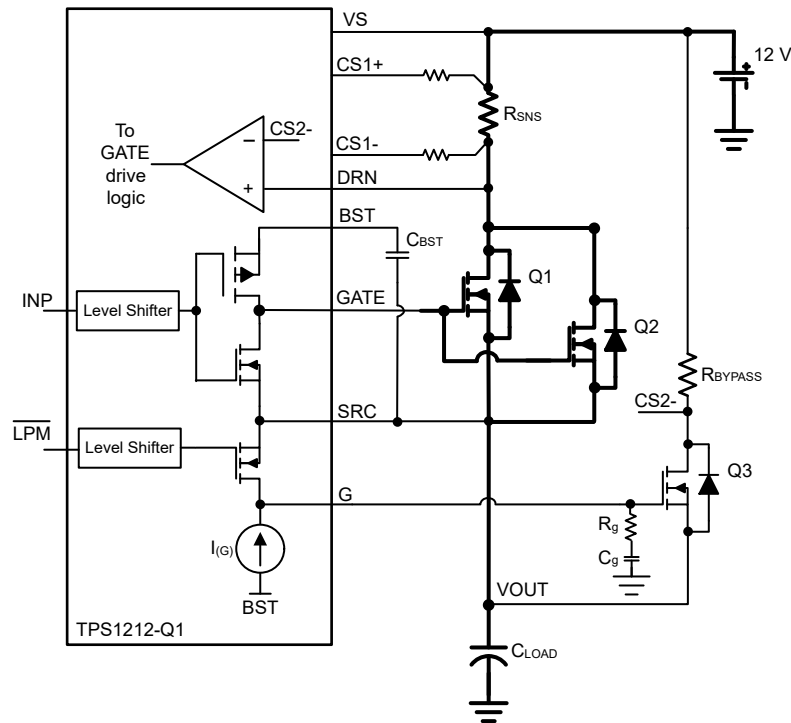 VS
12 V
CS1+
RSNS
To
GATE
drive
logic
CS2-
CS1-
DRN
BST
CBST
Q1
INP
Level Shifter
GATE
Q2
RBYPASS
CS2-
SRC
LPM
Level Shifter
Q3
G
Rg
I(G)
Cg
BST
VOUT
TPS1212-Q1
CLOAD